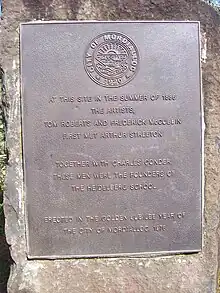 CITY OF MORDIALLOC
AT THIS SITE IN THE SUMMER OF 1886
THE ARTISTS,
TOM ROBERTS AND FREDERICK McCUBBIN
FIRST MET ARTHUR STREETON.
TOGETHER WITH CHARLES CONDER
THESE MEN WERE THE FOUNDERS OF
THE HEIDELBERG SCHOOL
ERECTED IN THE GOLDEN JUBILEE YEAR OF
THE CITY OF MORDIALLOC 1970